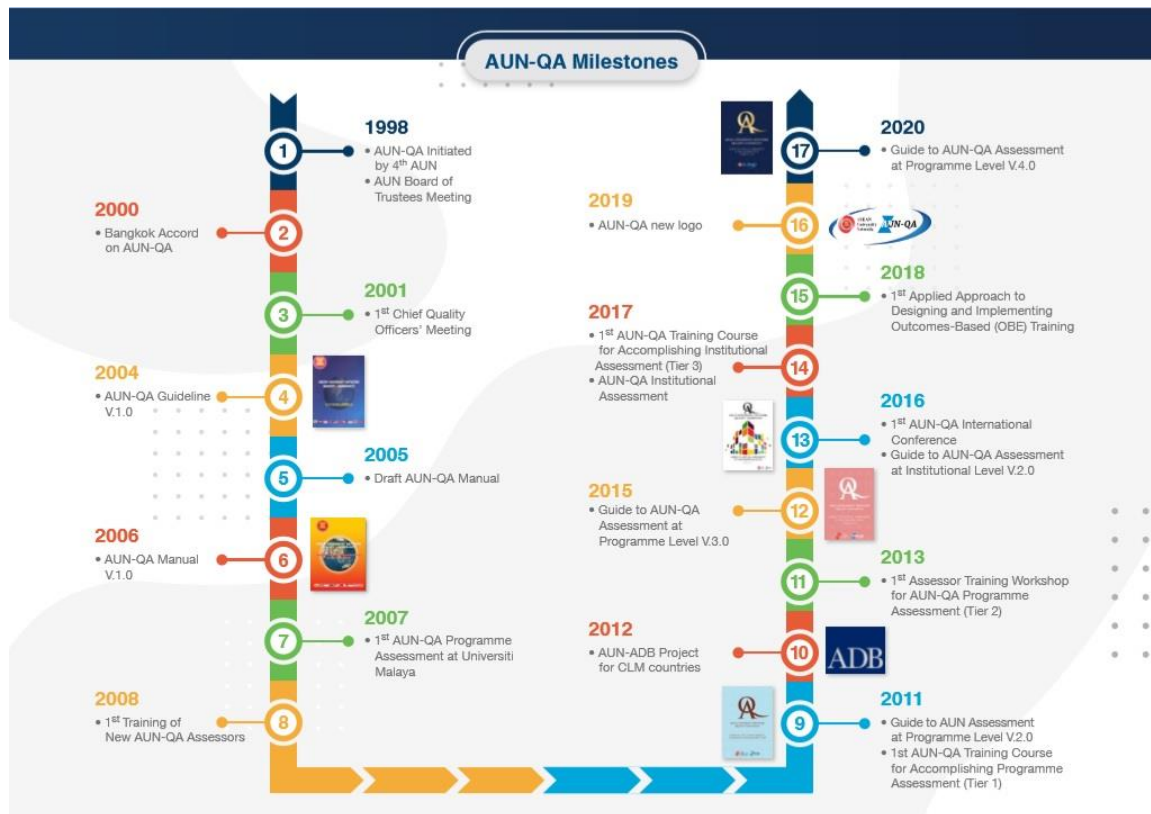 AUN-QA Milestones
1
1998
• AUN-QA Initiated
by 4th AUN
• AUN Board of
Trustees Meeting
2000
• Bangkok Accord
on AUN-QA
2
3
2001
• 1st Chief Quality
Officers' Meeting
2004
• AUN-QA Guideline
V.1.0
4
5
2005
• Draft AUN-QA Manual
2006
• AUN-QA Manual
V.1.0
6
7
2007
• 1st AUN-QA Programme
Assessment at Universiti
Malaya
2008
• 1st Training of
New AUN-QA Assessors
8
9
2011
• Guide to AUN Assessment
at Programme Level V.2.0
• 1st AUN-QA Training Course
for Accomplishing Programme
Assessment (Tier 1)
2012
• AUN-ADB Project
for CLM countries
10
ADB
11
2013
• 1st Assessor Training Workshop
for AUN-QA Programme
Assessment (Tier 2)
2015
• Guide to AUN-QA
Assessment at
Programme Level V.3.0
12
13
2016
• 1st AUN-QA International
Conference
• Guide to AUN-QA Assessment
at Institutional Level V.2.0
2017
• 1st AUN-QA Training Course
for Accomplishing Institutional
Assessment (Tier 3)
• AUN-QA Institutional
Assessment
14
15
2018
• 1st Applied Approach to
Designing and Implementing
Outcomes-Based (OBE) Training
2019
• AUN-QA new logo
16
ASEAN
University
Network
AUN-QA
17
2020
• Guide to AUN-QA Assessment
at Programme Level V.4.0